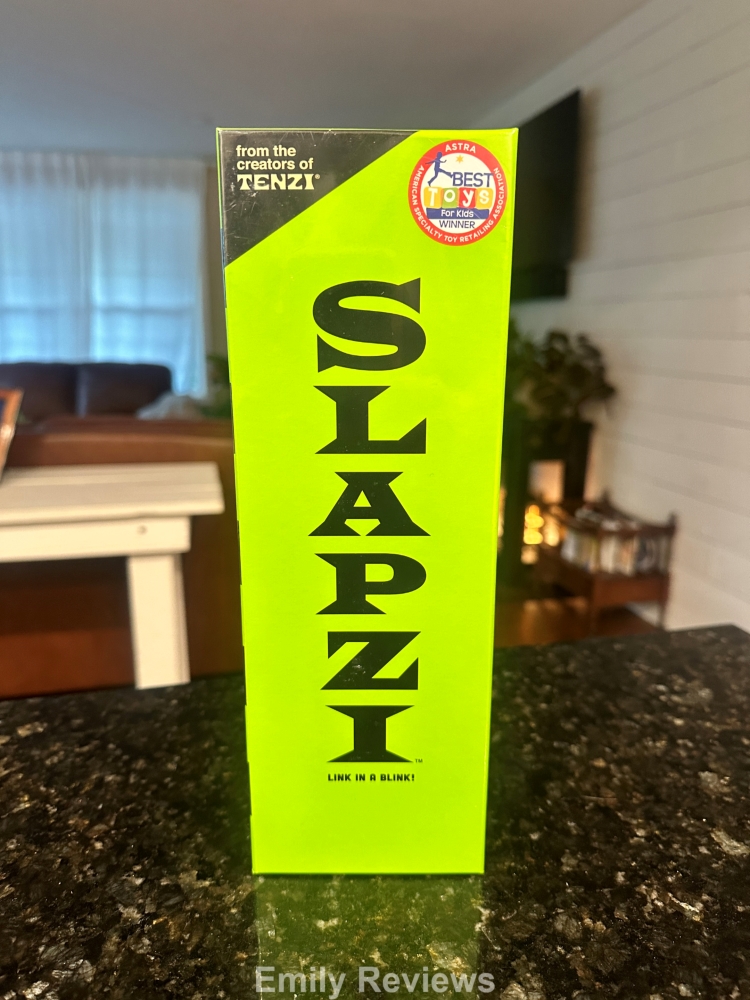 from the
creators of
TENZI®
ASTRA
AMERICAN SPECIALTY TOY RETAILING ASSOCIATION
BEST
TOYS
For Kids
WINNER
SLAPZI™
LINK IN A BLINK!
Emily Reviews